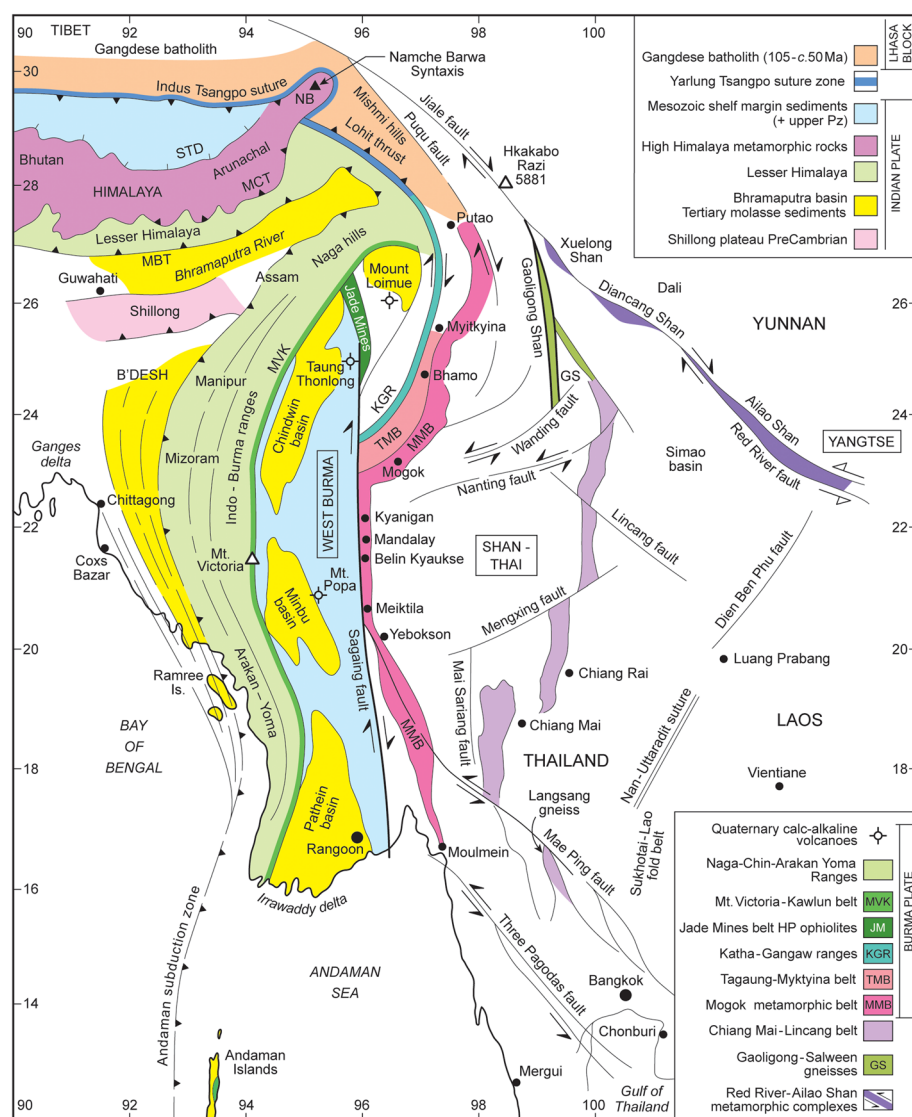 90
TIBET
92
94
96
98
100
Gangdese batholith
Namche Barwa
Syntaxis
30
Indus Tsangpo suture
NB
Mishmi hills
Lohit thrust
Jiale fault
Puqu fault
STD
Arunachal
MCT
Bhutan
HIMALAYA
Hkakabo
Razi
5881
28
Lesser Himalaya
MBT
Bhramaputra River
Naga hills
Putao
Xuelong
Shan
Guwahati
Assam
Mount
Loimue
Gaoligong Shan
Dali
Diancang Shan
26
Shillong
Jade Mines
Myitkyina
YUNNAN
B'DESH
Manipur
MVK
Taung
Thonlong
Bhamo
GS
24
KGR
Chindwin
basin
TMB
MMB
Wanding fault
Ailao Shan
Red River fault
YANGTSE
Ganges
delta
Mizoram
Indo - Burma ranges
Mogok
Nanting fault
Simao
basin
Chittagong
WEST BURMA
Kyanigan
Lincang fault
22
Mandalay
SHAN -
THAI
Coxs
Bazar
Mt.
Victoria
Belin Kyaukse
Mt.
Popa
Dien Ben Phu fault
Minbu
basin
Meiktila
Mengxing fault
Yebokson
20
Luang Prabang
Ramree
Is.
Arakan - Yoma
Sagaing fault
Mai Sariang fault
Chiang Rai
BAY
OF
BENGAL
MMB
Chiang Mai
Nan-Uttaradit suture
LAOS
THAILAND
18
Vientiane
Pathein
basin
Langsang
gneiss
Rangoon
Moulmein
Mae Ping fault
Sukhotai-Lao
fold belt
16
Irrawaddy delta
Andaman subduction zone
Three Pagodas fault
ANDAMAN
SEA
Bangkok
14
Chonburi
Andaman
Islands
Mergui
Gulf of
Thailand
90
92
94
96
98
100
Gangdese batholith (105-c.50Ma)
LHASA
BLOCK
Yarlung Tsangpo suture zone
Mesozoic shelf margin sediments
(+ upper Pz)
High Himalaya metamorphic rocks
Lesser Himalaya
Bhramaputra basin
Tertiary molasse sediments
Shillong plateau PreCambrian
INDIAN PLATE
Quaternary calc-alkaline
volcanoes
Naga-Chin-Arakan Yoma
Ranges
Mt. Victoria-Kawlun belt MVK
Jade Mines belt HP ophiolites JM
Katha-Gangaw ranges KGR
Tagaung-Myktyina belt TMB
Mogok metamorphic belt MMB
BURMA PLATE
Chiang Mai-Lincang belt
Gaoligong-Salween
gneisses
GS
Red River-Ailao Shan
metamorphic complexes